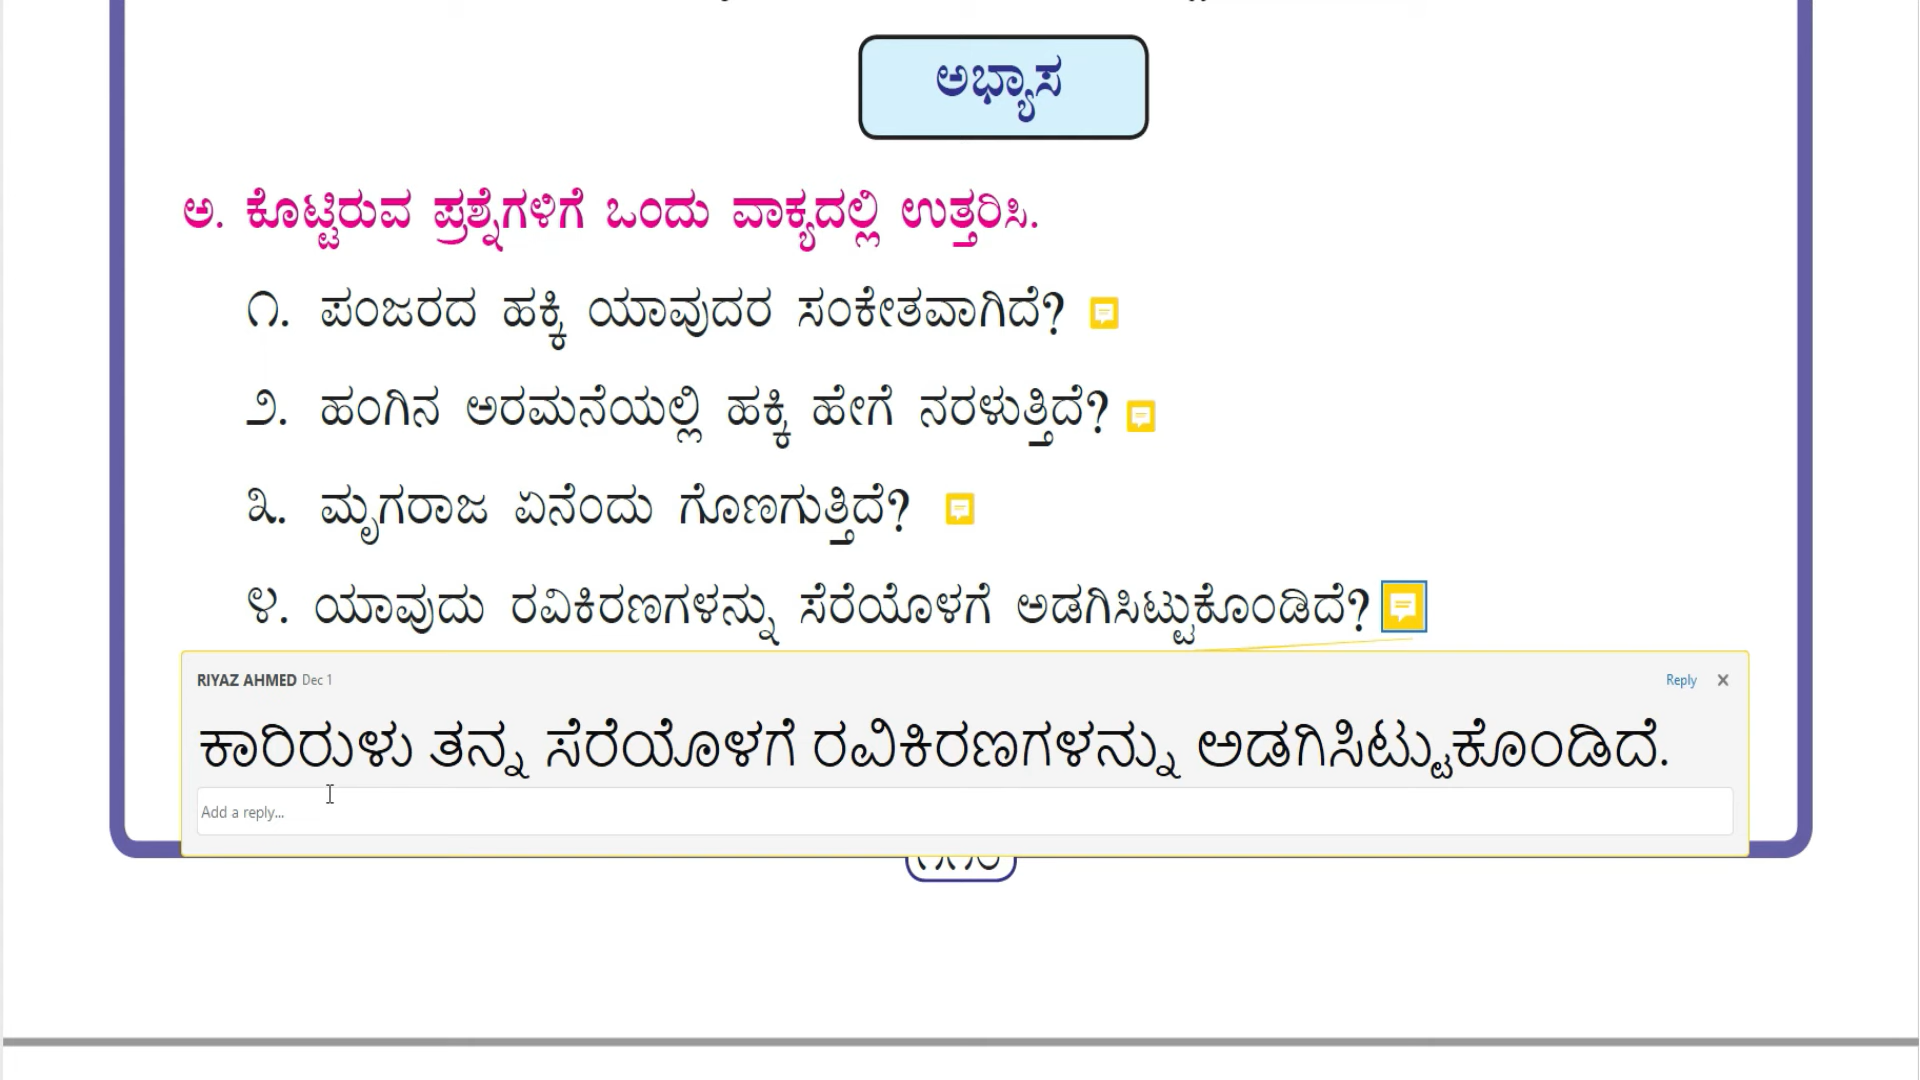 ಅಭ್ಯಾಸ
ಅ. ಕೊಟ್ಟಿರುವ ಪ್ರಶ್ನೆಗಳಿಗೆ ಒಂದು ವಾಕ್ಯದಲ್ಲಿ ಉತ್ತರಿಸಿ.
೧. ಪಂಜರದ ಹಕ್ಕಿ ಯಾವುದರ ಸಂಕೇತವಾಗಿದೆ?
೨. ಹಂಗಿನ ಅರಮನೆಯಲ್ಲಿ ಹಕ್ಕಿ ಹೇಗೆ ನರಳುತ್ತಿದೆ?
೩. ಮೃಗರಾಜ ಏನೆಂದು ಗೊಣಗುತ್ತಿದೆ?
೪. ಯಾವುದು ರವಿಕಿರಣಗಳನ್ನು ಸೆರೆಯೊಳಗೆ ಅಡಗಿಸಿಟ್ಟುಕೊಂಡಿದೆ?
RIYAZ AHMED Dec 1 Reply
ಕಾರಿರುಳು ತನ್ನ ಸೆರೆಯೊಳಗೆ ರವಿಕಿರಣಗಳನ್ನು ಅಡಗಿಸಿಟ್ಟುಕೊಂಡಿದೆ.
Add a reply...